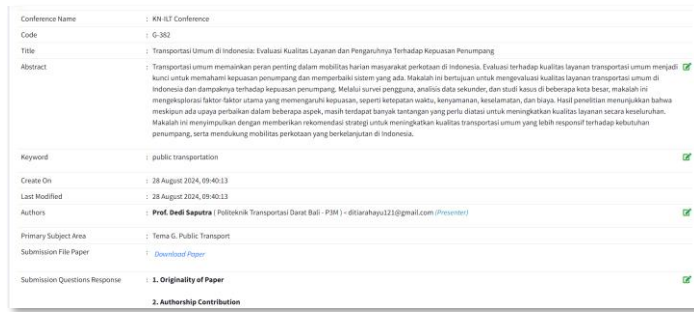 Conference Name : KN-ILT Conference
Code : G-382
Title : Transportasi Umum di Indonesia: Evaluasi Kualitas Layanan dan Pengaruhnya Terhadap Kepuasan Penumpang
Abstract : Transportasi umum memainkan peran penting dalam mobilitas harian masyarakat perkotaan di Indonesia. Evaluasi terhadap kualitas layanan transportasi umum menjadi
kunci untuk memahami kepuasan penumpang dan memperbaiki sistem yang ada. Makalah ini bertujuan untuk mengevaluasi kualitas layanan transportasi umum di
Indonesia dan dampaknya terhadap kepuasan penumpang. Melalui survei pengguna, analisis data sekunder, dan studi kasus di beberapa kota besar, makalah ini
mengeksplorasi faktor-faktor utama yang memengaruhi kepuasan, seperti ketepatan waktu, kenyamanan, keselamatan, dan biaya. Hasil penelitian menunjukkan bahwa
meskipun ada upaya perbaikan dalam beberapa aspek, masih terdapat banyak tantangan yang perlu diatasi untuk meningkatkan kualitas layanan secara keseluruhan.
Makalah ini menyimpulkan dengan memberikan rekomendasi strategi untuk meningkatkan kualitas transportasi umum yang lebih responsif terhadap kebutuhan
penumpang, serta mendukung mobilitas perkotaan yang berkelanjutan di Indonesia.
Keyword : public transportation
Create On : 28 August 2024, 09:40:13
Last Modified : 28 August 2024, 09:40:13
Authors : Prof. Dedi Saputra ( Politeknik Transportasi Darat Bali - P3M ) - ditiarahayu121@gmail.com (Presenter)
Primary Subject Area : Tema G. Public Transport
Submission File Paper : Download Paper
Submission Questions Response : 1. Originality of Paper
2. Authorship Contribution